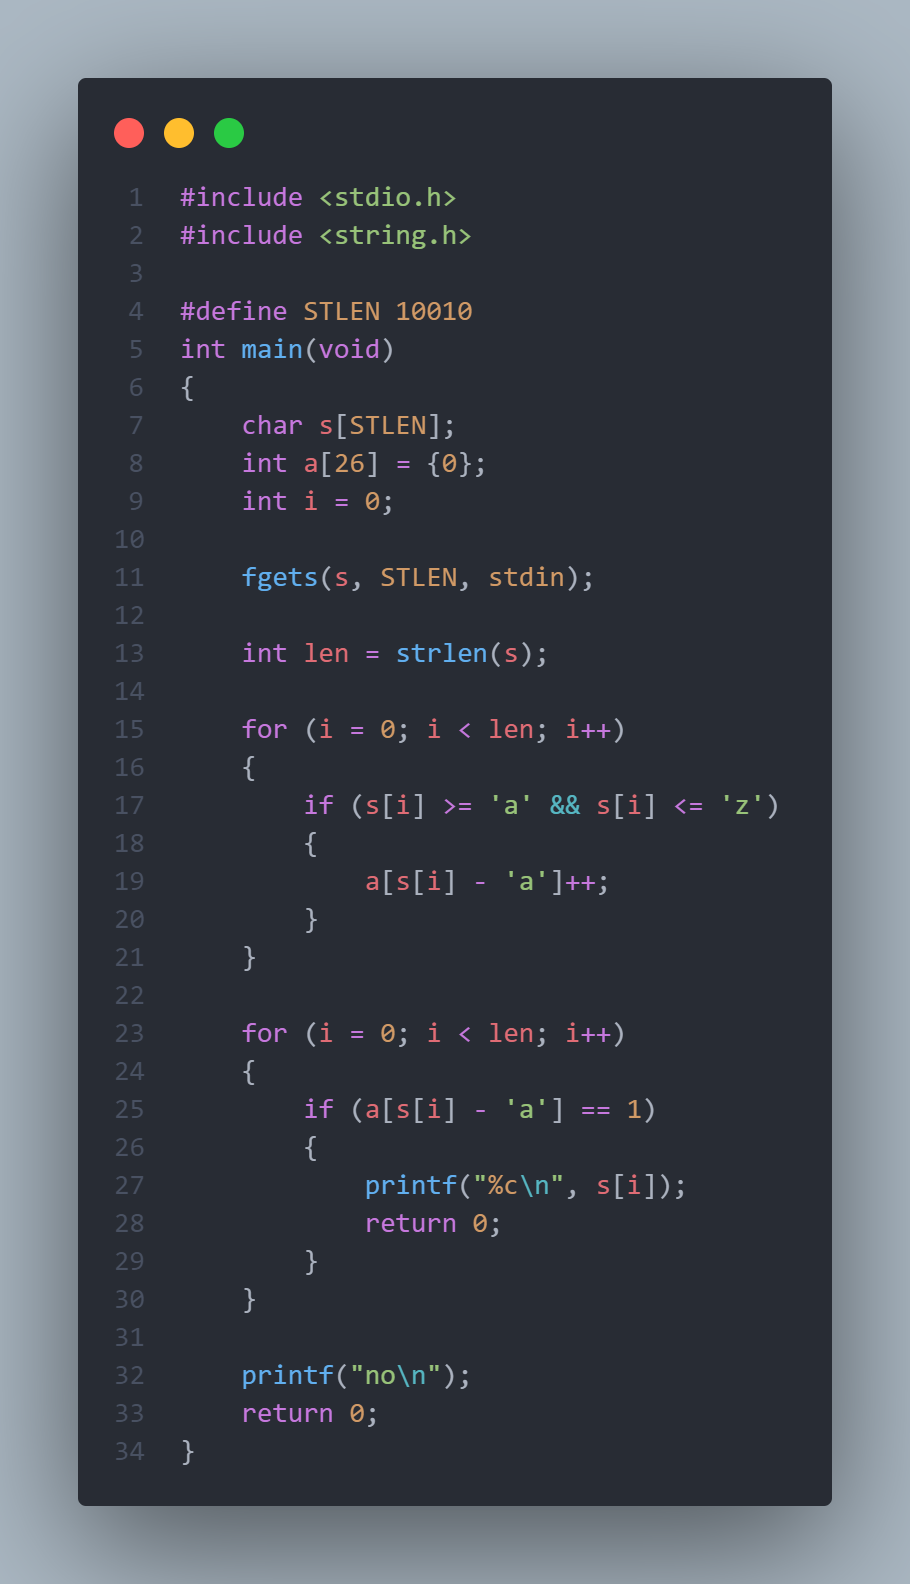 1 #include <stdio.h>
2 #include <string.h>
3
4 #define STLEN 10010
5 int main(void)
6 {
7     char s[STLEN];
8     int a[26] = {0};
9     int i = 0;
10
11     fgets(s, STLEN, stdin);
12
13     int len = strlen(s);
14
15     for (i = 0; i < len; i++)
16     {
17         if (s[i] >= 'a' && s[i] <= 'z')
18         {
19             a[s[i] - 'a']++;
20         }
21     }
22
23     for (i = 0; i < len; i++)
24     {
25         if (a[s[i] - 'a'] == 1)
26         {
27             printf("%c\n", s[i]);
28             return 0;
29         }
30     }
31
32     printf("no\n");
33     return 0;
34 }